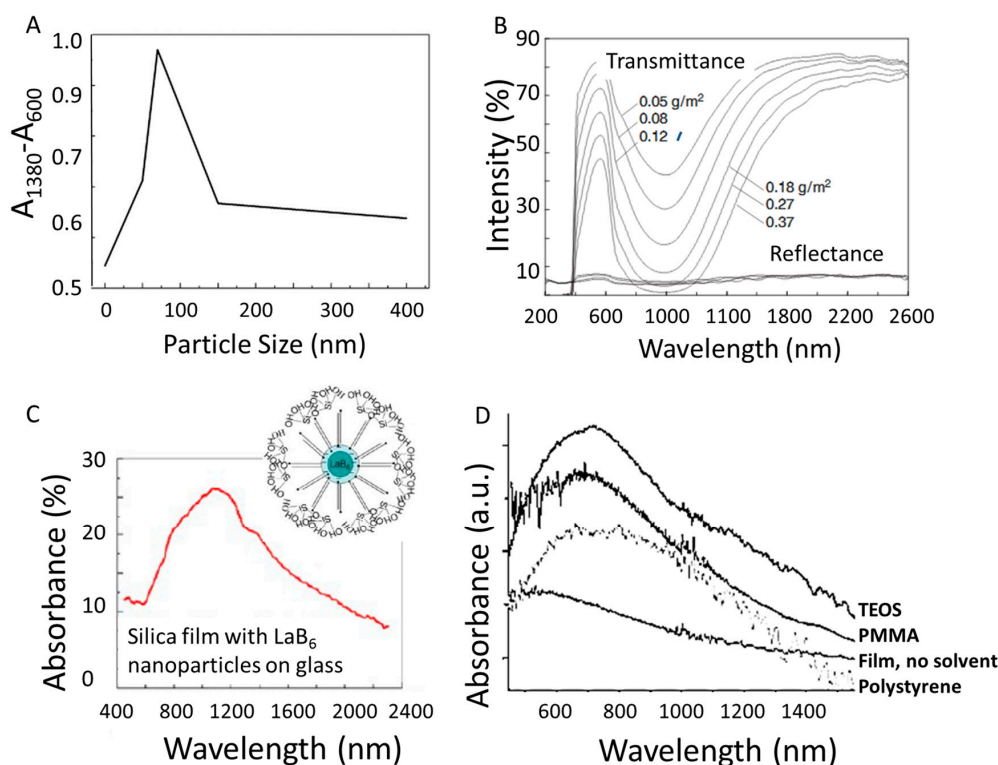 A
1.0
0.9
0.7
0.6
0.5
A₁₃₈₀-A₆₀₀
0 100 200 300 400
Particle Size (nm)
B
90
70
50
30
10
Intensity (%)
Transmittance
0.05 g/m²
0.08
0.12
0.18 g/m²
0.27
0.37
Reflectance
200 600 1000 1100 1800 2200 2600
Wavelength (nm)
C
30
20
10
0
Absorbance (%)
LaB₆
Silica film with LaB₆
nanoparticles on glass
400 800 1200 1600 2000 2400
Wavelength (nm)
D
Absorbance (a.u.)
TEOS
PMMA
Film, no solvent
Polystyrene
600 800 1000 1200 1400
Wavelength (nm)